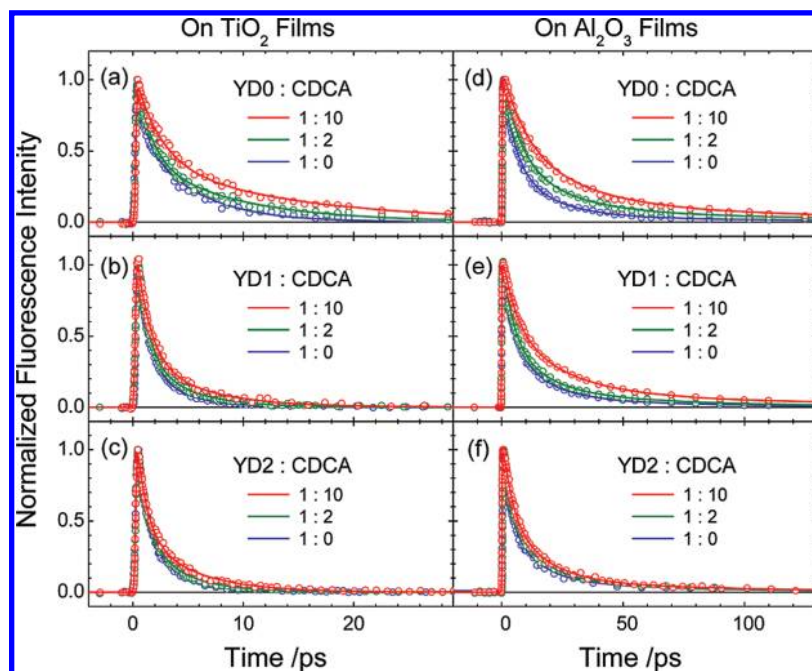 On TiO₂ Films
On Al₂O₃ Films
Normalized Fluorescence Intenity
(a)
YD0 : CDCA
1 : 10
1 : 2
1 : 0
1.0
0.5
0.0
(d)
YD0 : CDCA
1 : 10
1 : 2
1 : 0
(b)
YD1 : CDCA
1 : 10
1 : 2
1 : 0
1.0
0.5
0.0
(e)
YD1 : CDCA
1 : 10
1 : 2
1 : 0
(c)
YD2 : CDCA
1 : 10
1 : 2
1 : 0
1.0
0.5
0.0
(f)
YD2 : CDCA
1 : 10
1 : 2
1 : 0
0 10 20
0 50 100
Time /ps
Time /ps